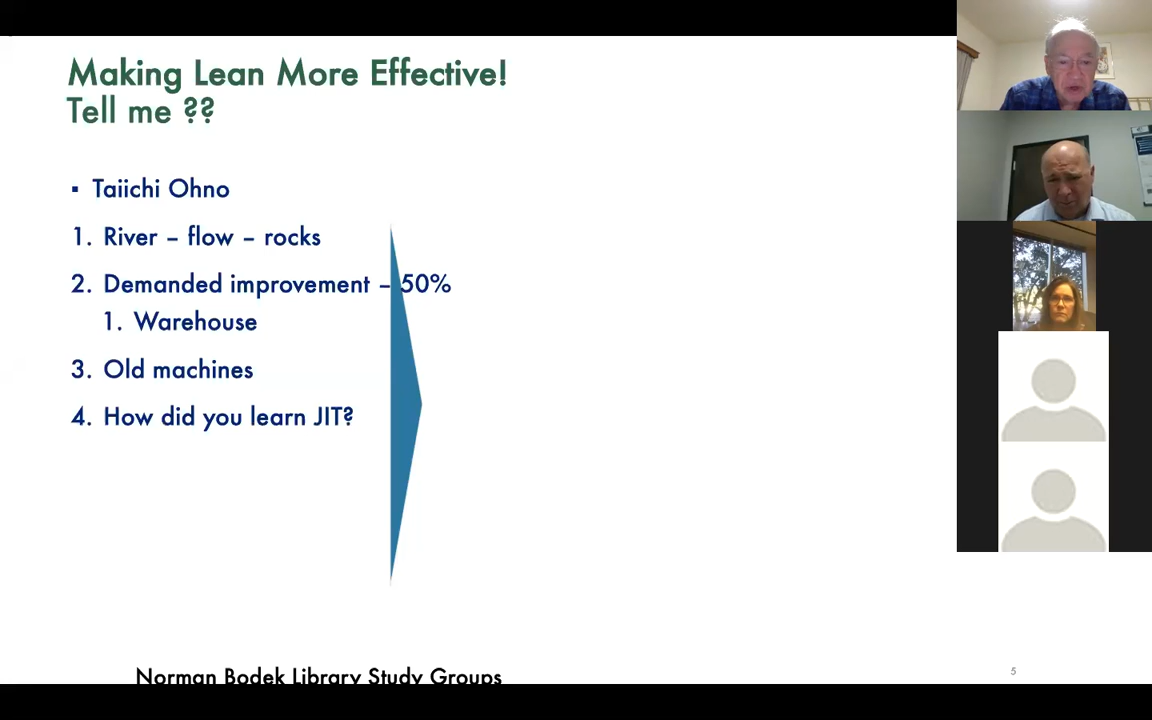 Making Lean More Effective!
Tell me ??
▪ Taiichi Ohno
1. River – flow – rocks
2. Demanded improvement – 50%
1. Warehouse
3. Old machines
4. How did you learn JIT?
Norman Bodek Library Study Groups
5